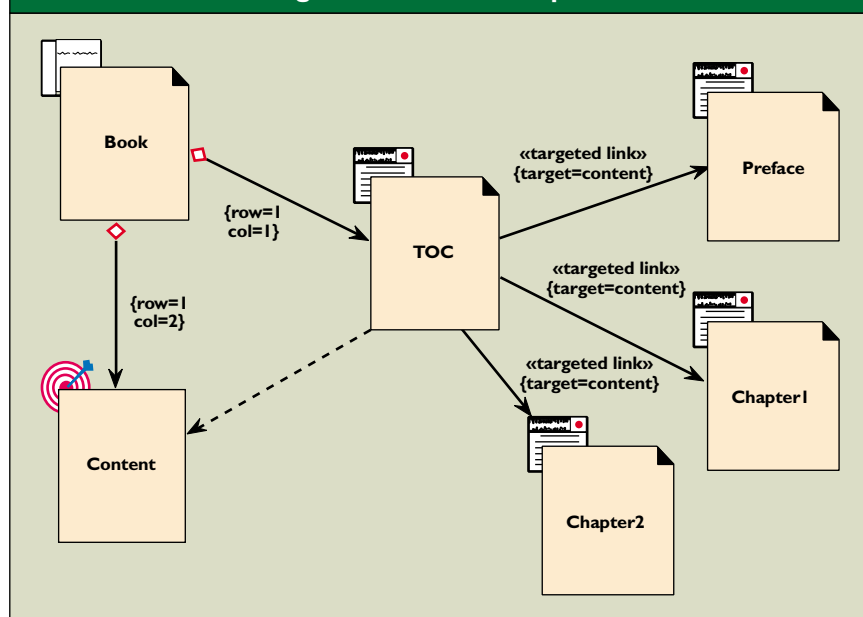 Book
{row=1
col=1}
{row=1
col=2}
TOC
Content
«targeted link»
{target=content}
Preface
«targeted link»
{target=content}
Chapter1
«targeted link»
{target=content}
Chapter2